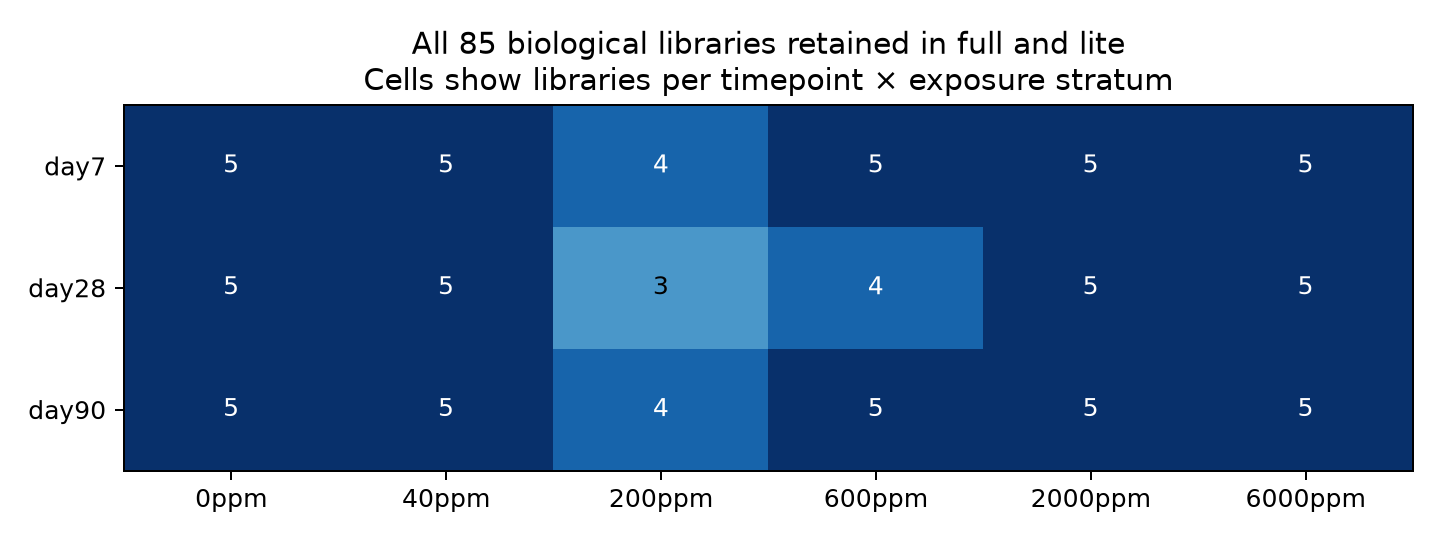 All 85 biological libraries retained in full and lite
Cells show libraries per timepoint × exposure stratum
day7 5 5 4 5 5 5
day28 5 5 3 4 5 5
day90 5 5 4 5 5 5
0ppm 40ppm 200ppm 600ppm 2000ppm 6000ppm